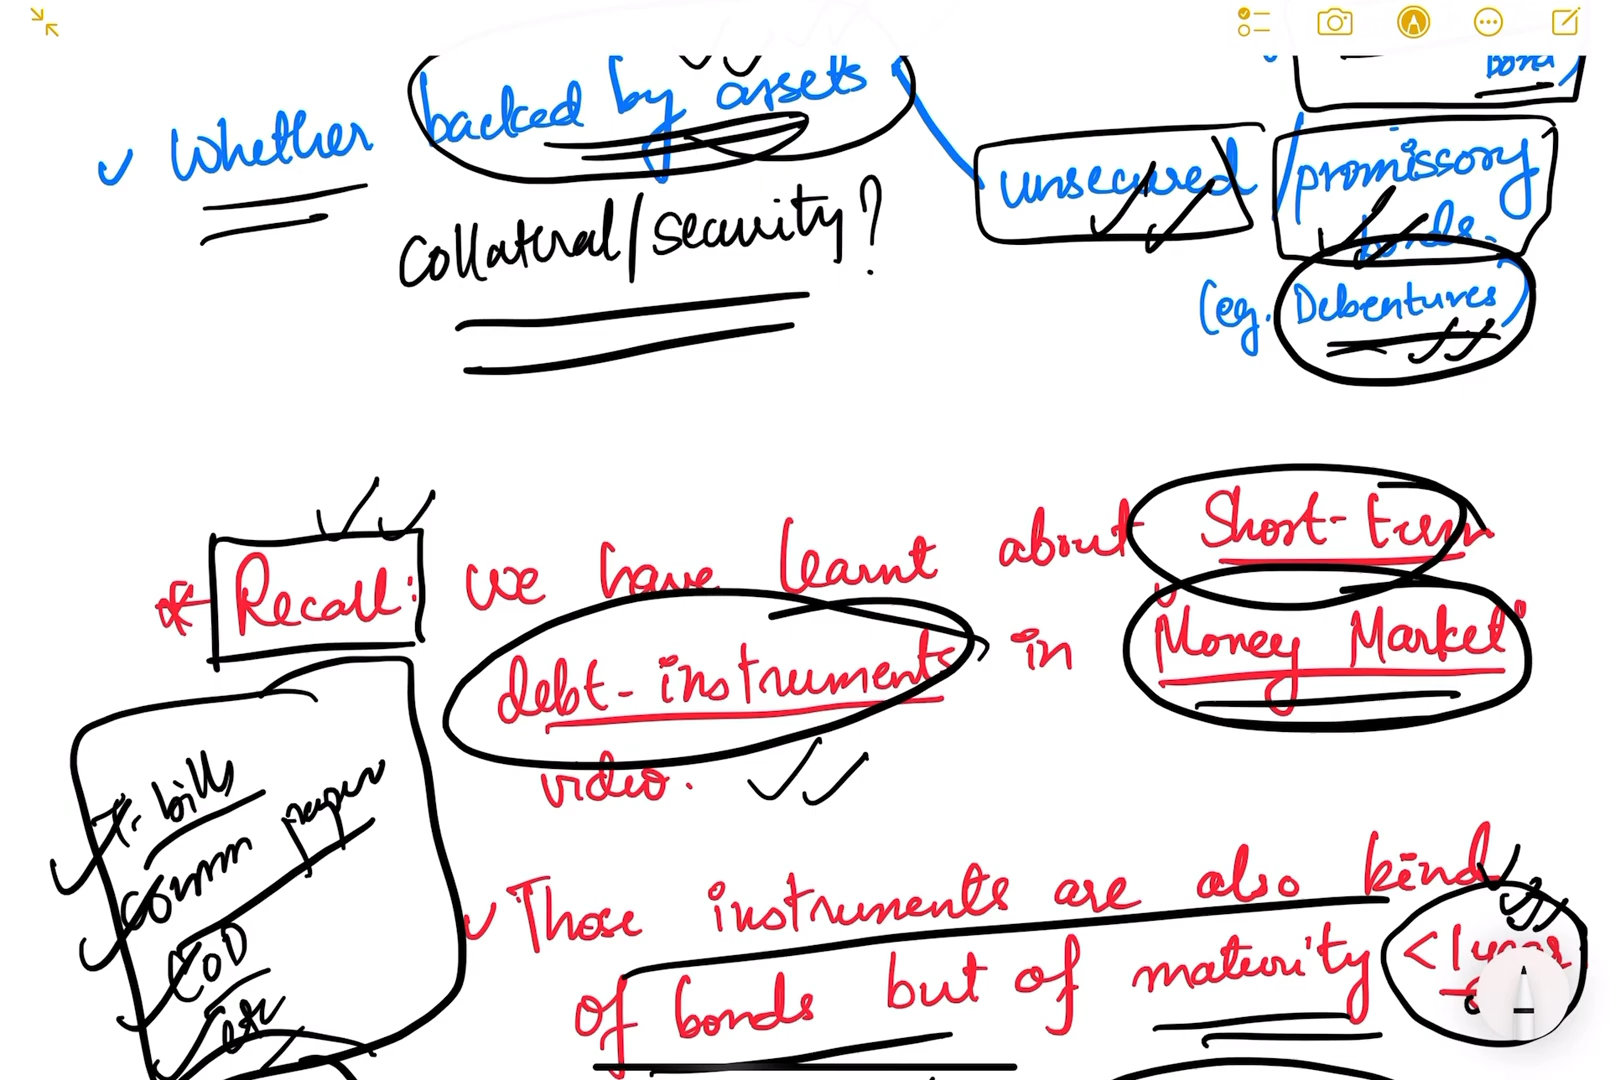 bond)
✓ Whether backed by assets
unsecured /promissory bonds.
collateral/security?
(eg. Debentures)
* Recall: we have learnt about "Short-term
debt-instruments in Money Market"
video.
T-bills
comm paper
COD
etc
✓ Those instruments are also kind
of bonds but of maturity <1 year